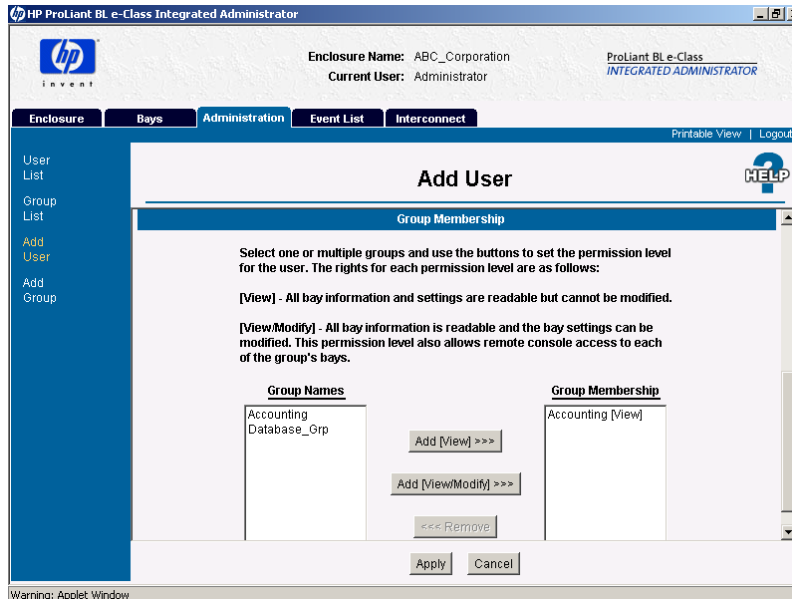 HP ProLiant BL e-Class Integrated Administrator
hp
invent
Enclosure Name: ABC_Corporation
Current User: Administrator
ProLiant BL e-Class
INTEGRATED ADMINISTRATOR
Enclosure Bays Administration Event List Interconnect
Printable View | Logout
User
List
Group
List
Add
User
Add
Group
Add User
HELP
Group Membership
Select one or multiple groups and use the buttons to set the permission level
for the user. The rights for each permission level are as follows:
[View] - All bay information and settings are readable but cannot be modified.
[View/Modify] - All bay information is readable and the bay settings can be
modified. This permission level also allows remote console access to each
of the group's bays.
Group Names
Accounting
Database_Grp
Add [View] >>>
Add [View/Modify] >>>
<<< Remove
Group Membership
Accounting [View]
Apply Cancel
Warning: Applet Window